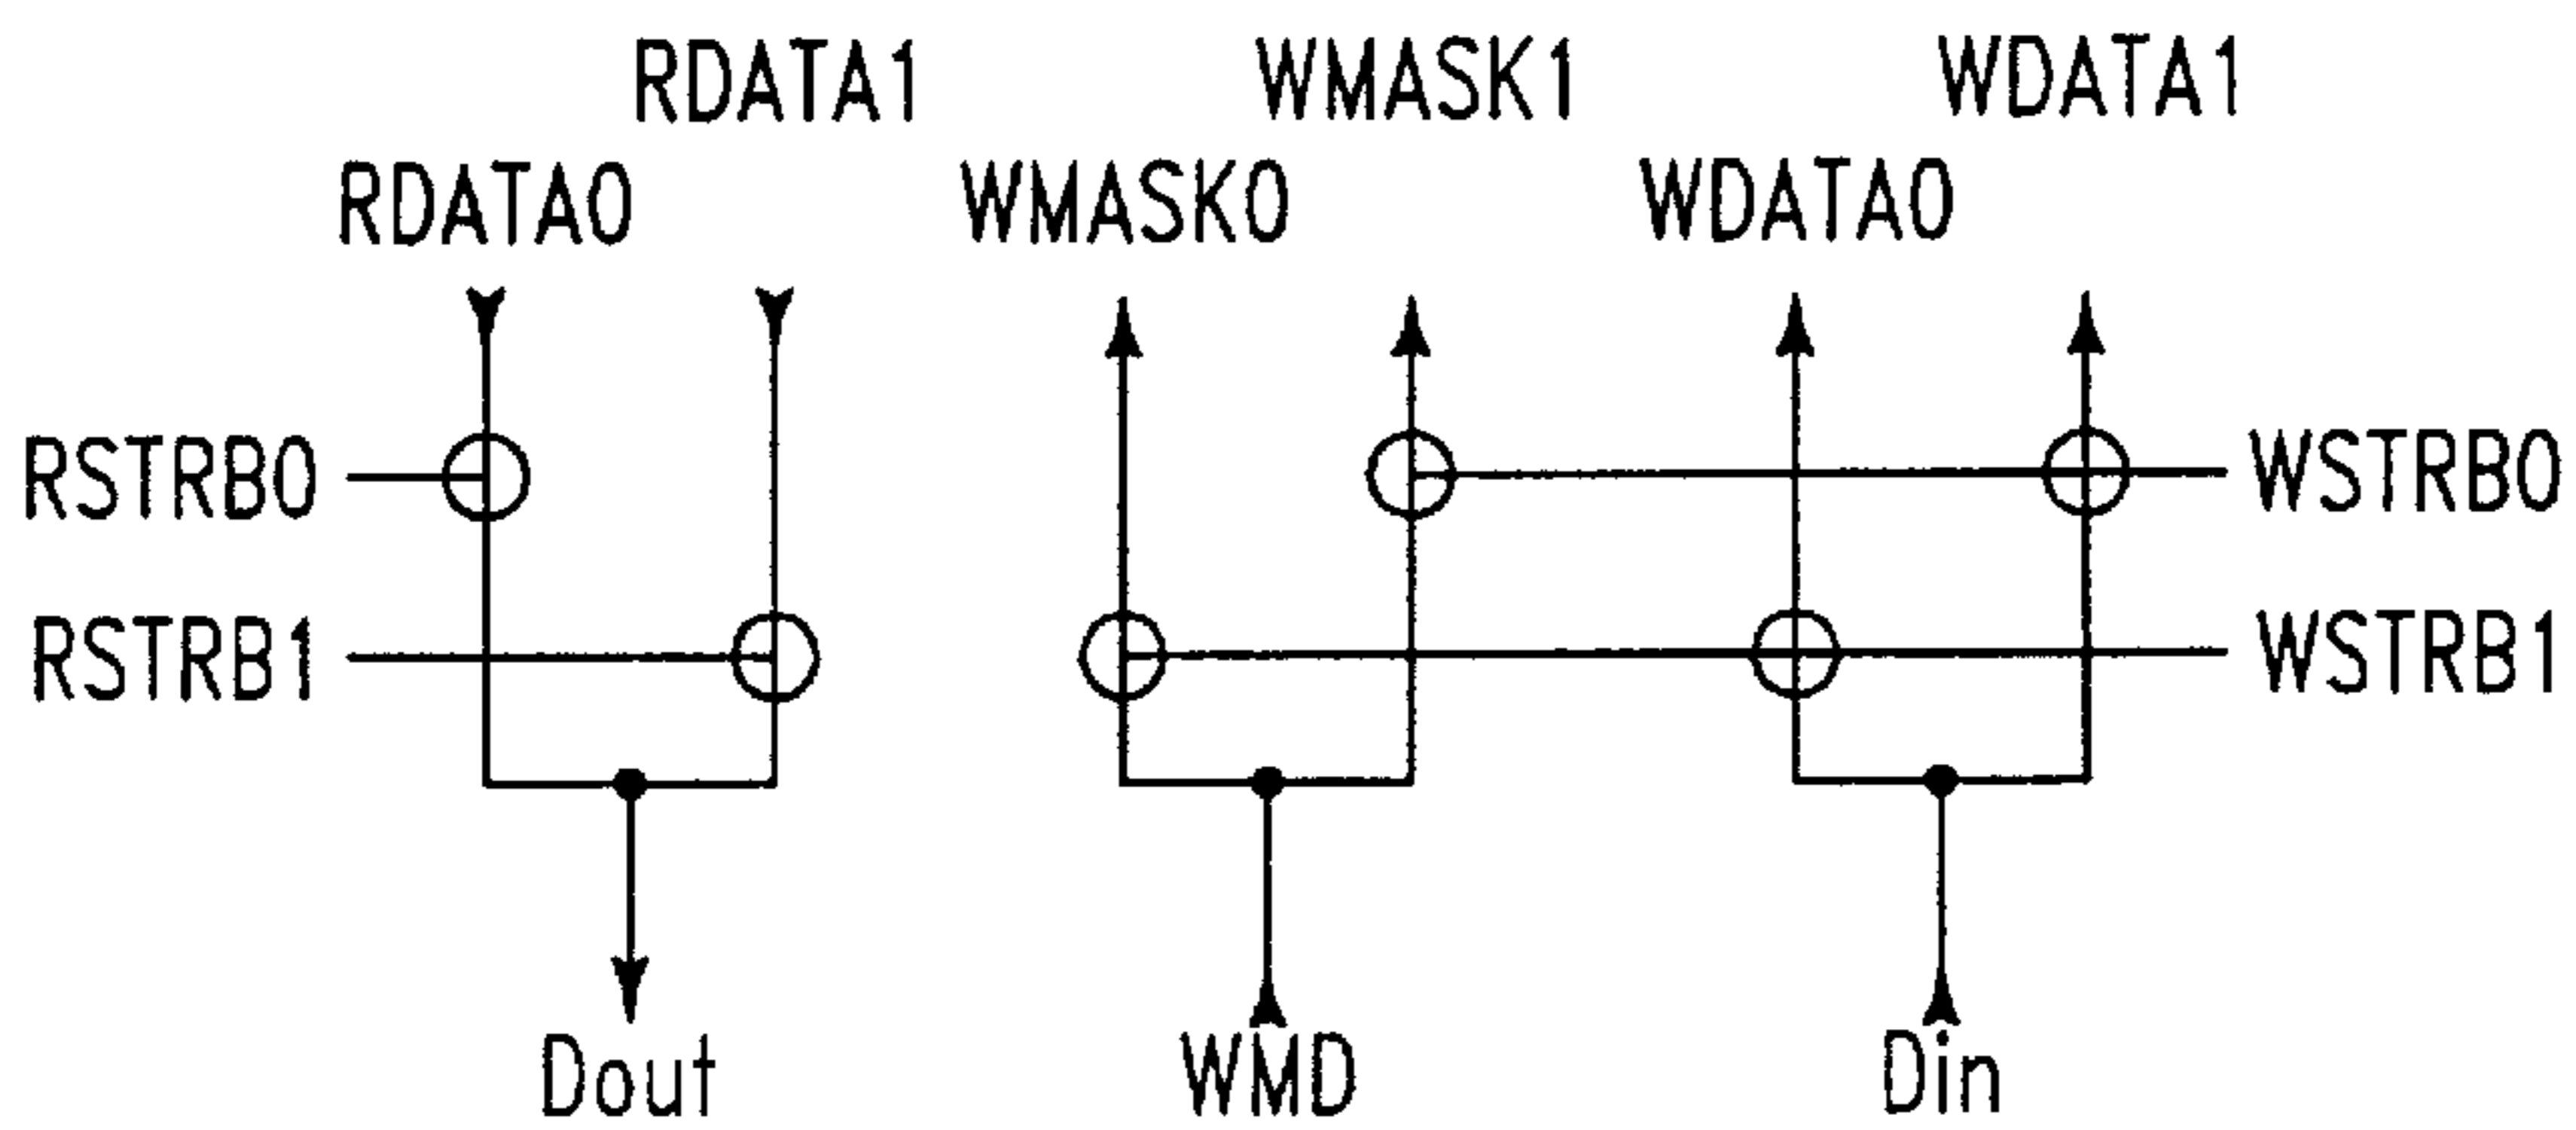 RDATA1 WMASK1 WDATA1
RDATA0 WMASK0 WDATA0
RSTRB0 WSTRB0
RSTRB1 WSTRB1
Dout WMD Din